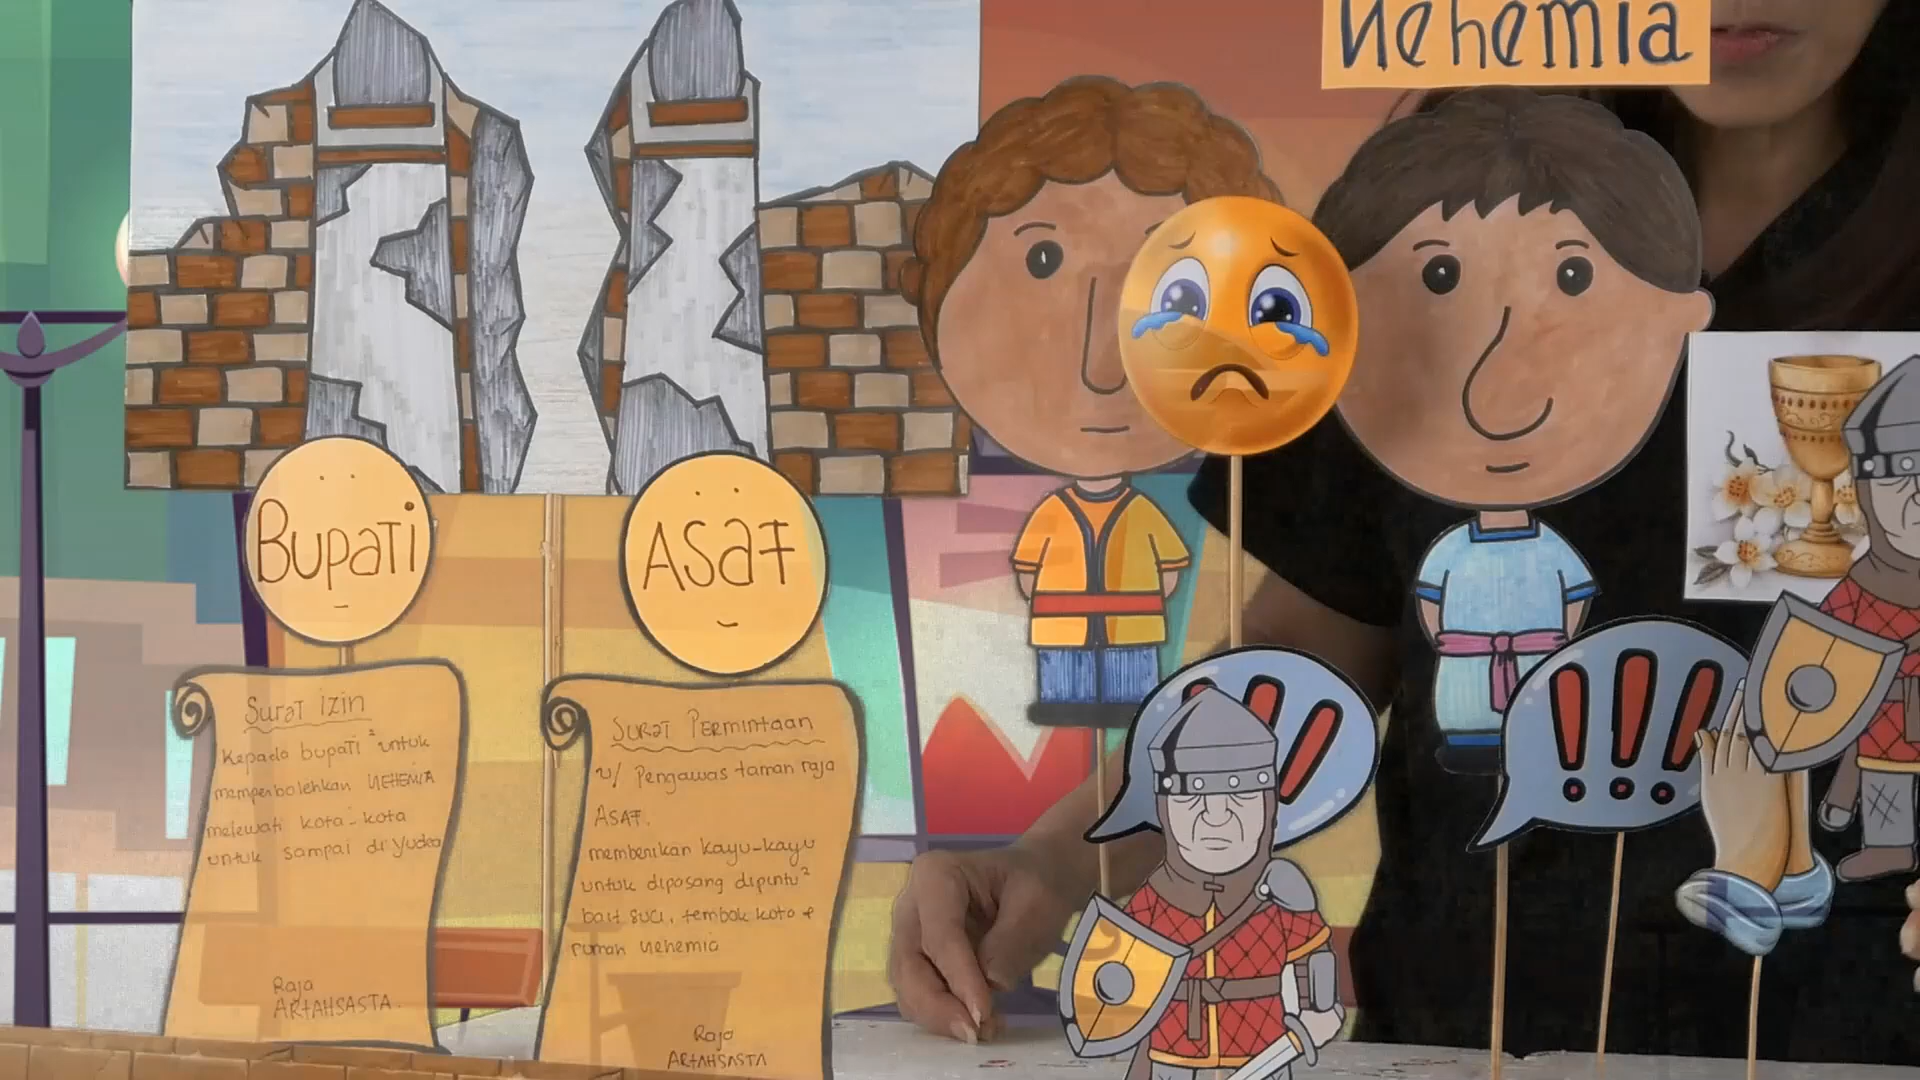 Nehemia
Bupati
ASaF
Surat izin
Kepada bupati² untuk
memperbolehkan NEHEMIA
melewati kota-kota
untuk sampai di Yudea
Raja
ARTAHSASTA.
SURAT PERMINTAAN
u/ Pengawas taman raja
ASAF.
memberikan kayu-kayu
untuk dipasang dipintu²
bait suci, tembok kota +
rumah Nehemia
Raja
ARTAHSASTA
!!!